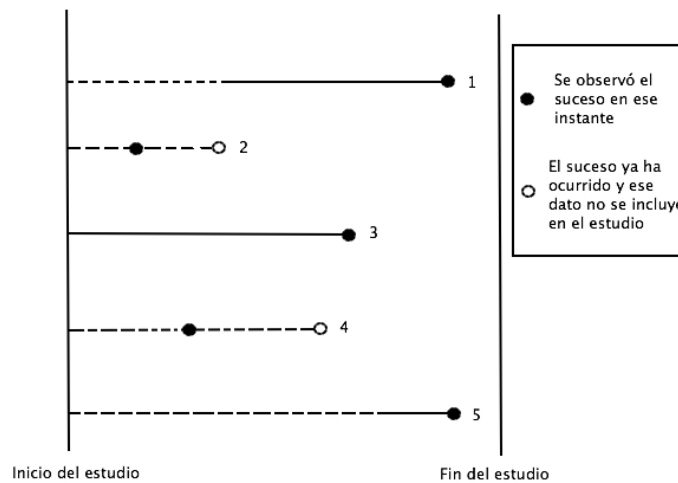 1
2
3
4
5
Inicio del estudio
Fin del estudio
Se observó el
suceso en ese
instante
El suceso ya ha
ocurrido y ese
dato no se incluye
en el estudio